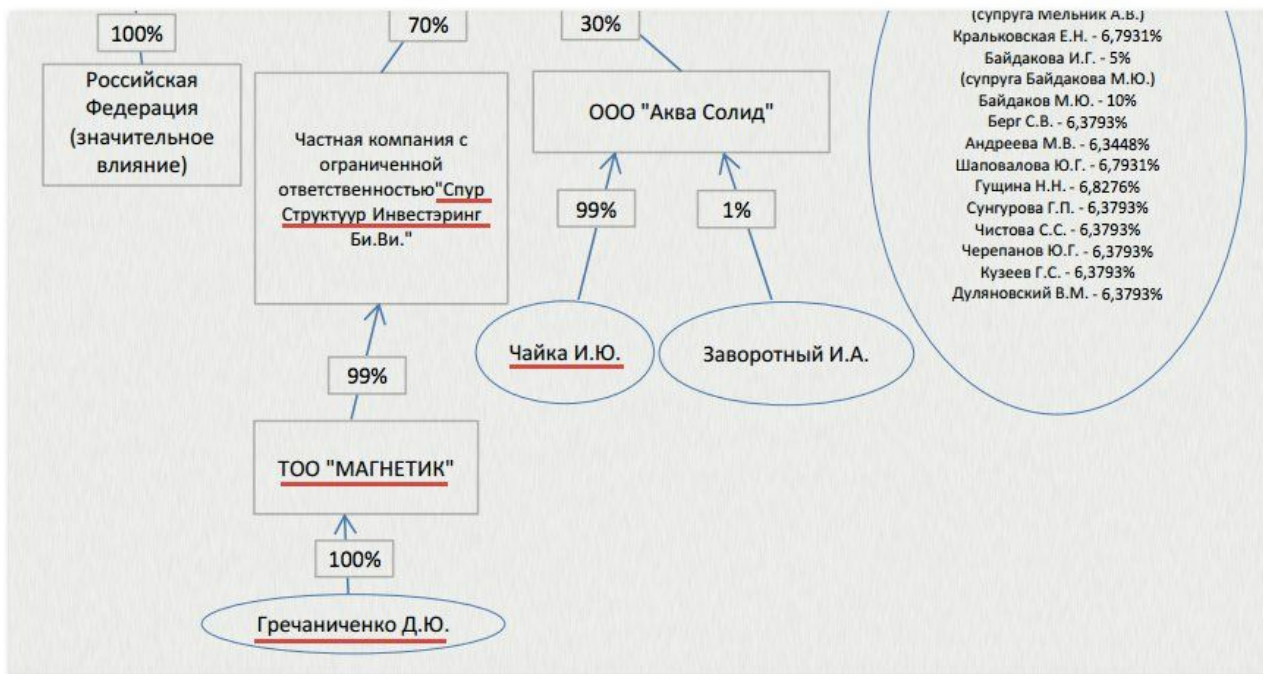 100%
70%
30%
Российская
Федерация
(значительное
влияние)
Частная компания с
ограниченной
ответственностью"Спур
Структуур Инвестэринг
Би.Ви."
ООО "Аква Солид"
99%
1%
Чайка И.Ю.
Заворотный И.А.
99%
ТОО "МАГНЕТИК"
100%
Гречаниченко Д.Ю.
(супруга Мельник А.В.)
Кральковская Е.Н. - 6,7931%
Байдакова И.Г. - 5%
(супруга Байдакова М.Ю.)
Байдаков М.Ю. - 10%
Берг С.В. - 6,3793%
Андреева М.В. - 6,3448%
Шаповалова Ю.Г. - 6,7931%
Гущина Н.Н. - 6,8276%
Сунгурова Г.П. - 6,3793%
Чистова С.С. - 6,3793%
Черепанов Ю.Г. - 6,3793%
Кузеев Г.С. - 6,3793%
Дуляновский В.М. - 6,3793%